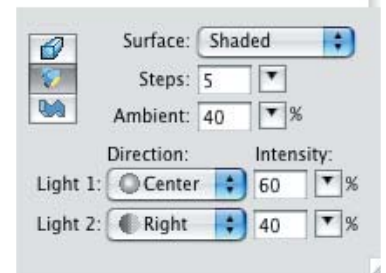 Surface: Shaded
Steps: 5
Ambient: 40 %
Direction: Intensity:
Light 1: Center 60 %
Light 2: Right 40 %